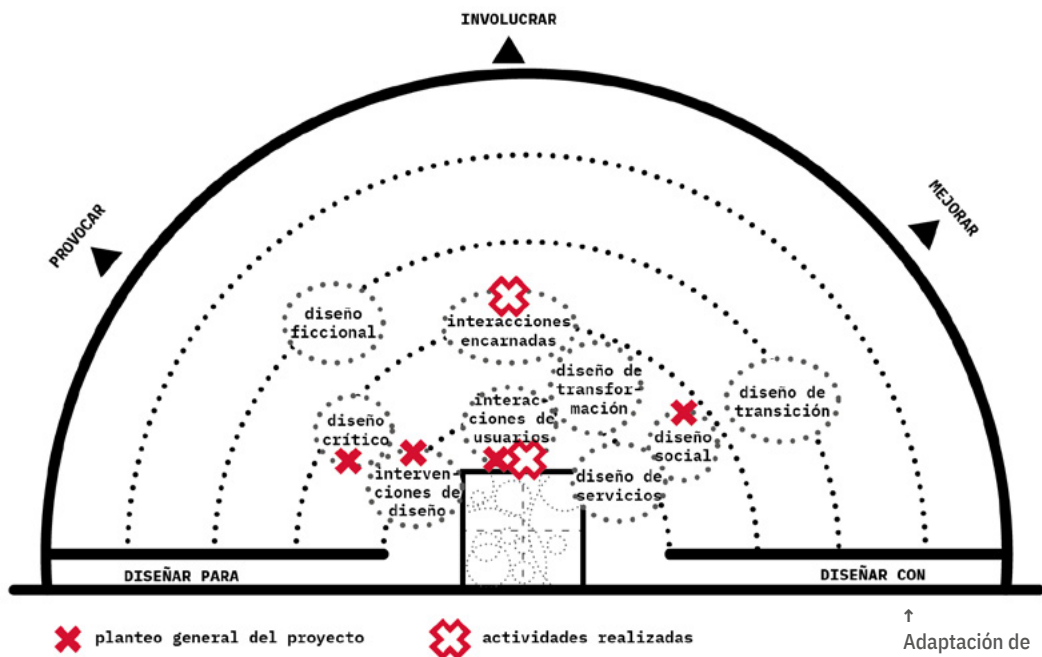 INVOLUCRAR
PROVOCAR
MEJORAR
diseño
ficcional
interacciones
encarnadas
diseño de
transfor-
mación
diseño de
transición
interac-
ciones de
usuarios
diseño
crítico
diseño
social
interven-
ciones de
diseño
diseño de
servicios
DISEÑAR PARA
DISEÑAR CON
planteo general del proyecto
actividades realizadas
↑
Adaptación de